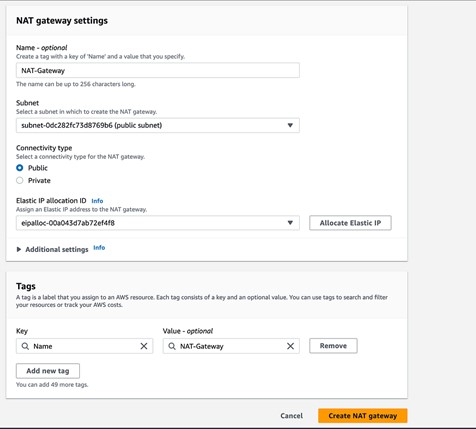 NAT gateway settings
Name - optional
Create a tag with a key of 'Name' and a value that you specify.
NAT-Gateway
The name can be up to 256 characters long.
Subnet
Select a subnet in which to create the NAT gateway.
subnet-0dc282fc73d8769b6 (public subnet)
Connectivity type
Select a connectivity type for the NAT gateway.
Public
Private
Elastic IP allocation ID Info
Assign an Elastic IP address to the NAT gateway.
eipalloc-00a043d7ab72ef4f8
Allocate Elastic IP
Additional settings Info
Tags
A tag is a label that you assign to an AWS resource. Each tag consists of a key and an optional value. You can use tags to search and filter
your resources or track your AWS costs.
Key
Value - optional
Name
NAT-Gateway
Remove
Add new tag
You can add 49 more tags.
Cancel
Create NAT gateway